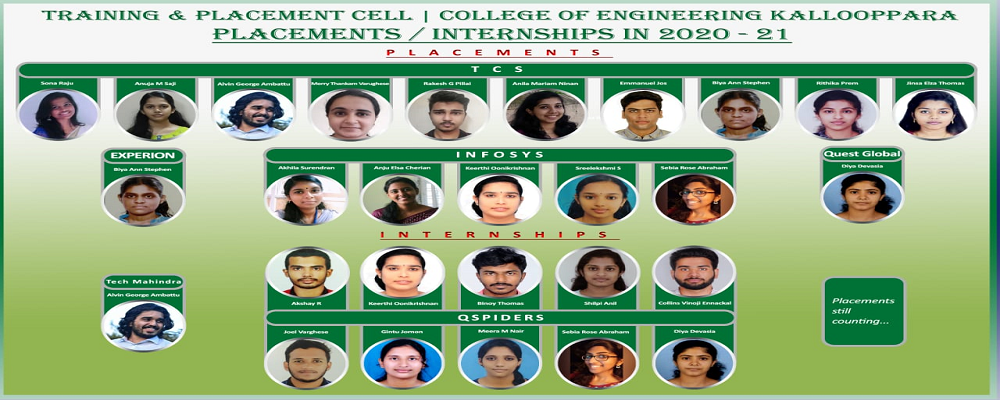 TRAINING & PLACEMENT CELL | COLLEGE OF ENGINEERING KALLOOPPARA
PLACEMENTS / INTERNSHIPS IN 2020 - 21
PLACEMENTS
TCS
Sona Raju
Anuja M Saji
Alvin George Ambattu
Merry Thankam Varughese
Rakesh G Pillai
Anila Mariam Ninan
Emmanuel Jos
Biya Ann Stephen
Rithika Prem
Jinsa Elsa Thomas
EXPERION
Biya Ann Stephen
INFOSYS
Akhila Surendran
Anju Elsa Cherian
Keerthi Oonikrishnan
Sreelekshmi S
Sebia Rose Abraham
Quest Global
Diya Devasia
INTERNSHIPS
Tech Mahindra
Alvin George Ambattu
Akshay R
Keerthi Oonikrishnan
Binoy Thomas
Shilpi Anil
Collins Vinoji Ennackal
QSPIDERS
Joel Varghese
Gintu Jomon
Meera M Nair
Sebia Rose Abraham
Diya Devasia
Placements
still
counting...